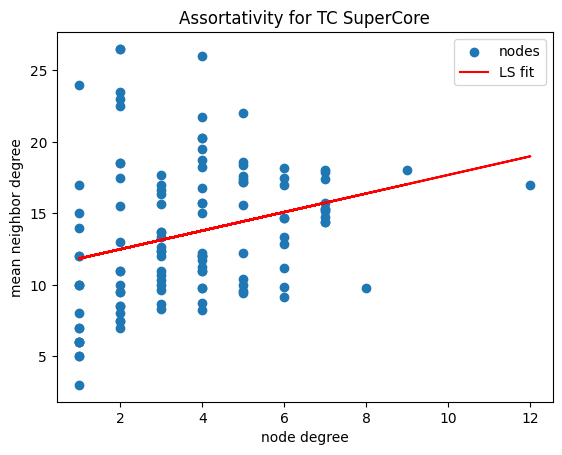 Assortativity for TC SuperCore
nodes
LS fit
mean neighbor degree
25
20
15
10
5
2
4
6
8
10
12
node degree